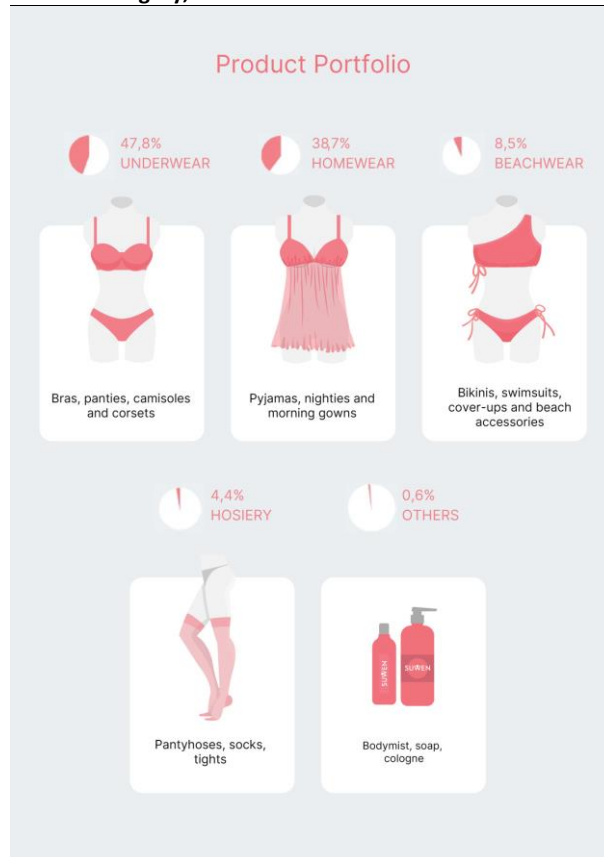 Product Portfolio
47,8%
UNDERWEAR
38,7%
HOMEWEAR
8,5%
BEACHWEAR
Bras, panties, camisoles
and corsets
Pyjamas, nighties and
morning gowns
Bikinis, swimsuits,
cover-ups and beach
accessories
4,4%
HOSIERY
0,6%
OTHERS
SUWEN
SUWEN
Pantyhoses, socks,
tights
Bodymist, soap,
cologne